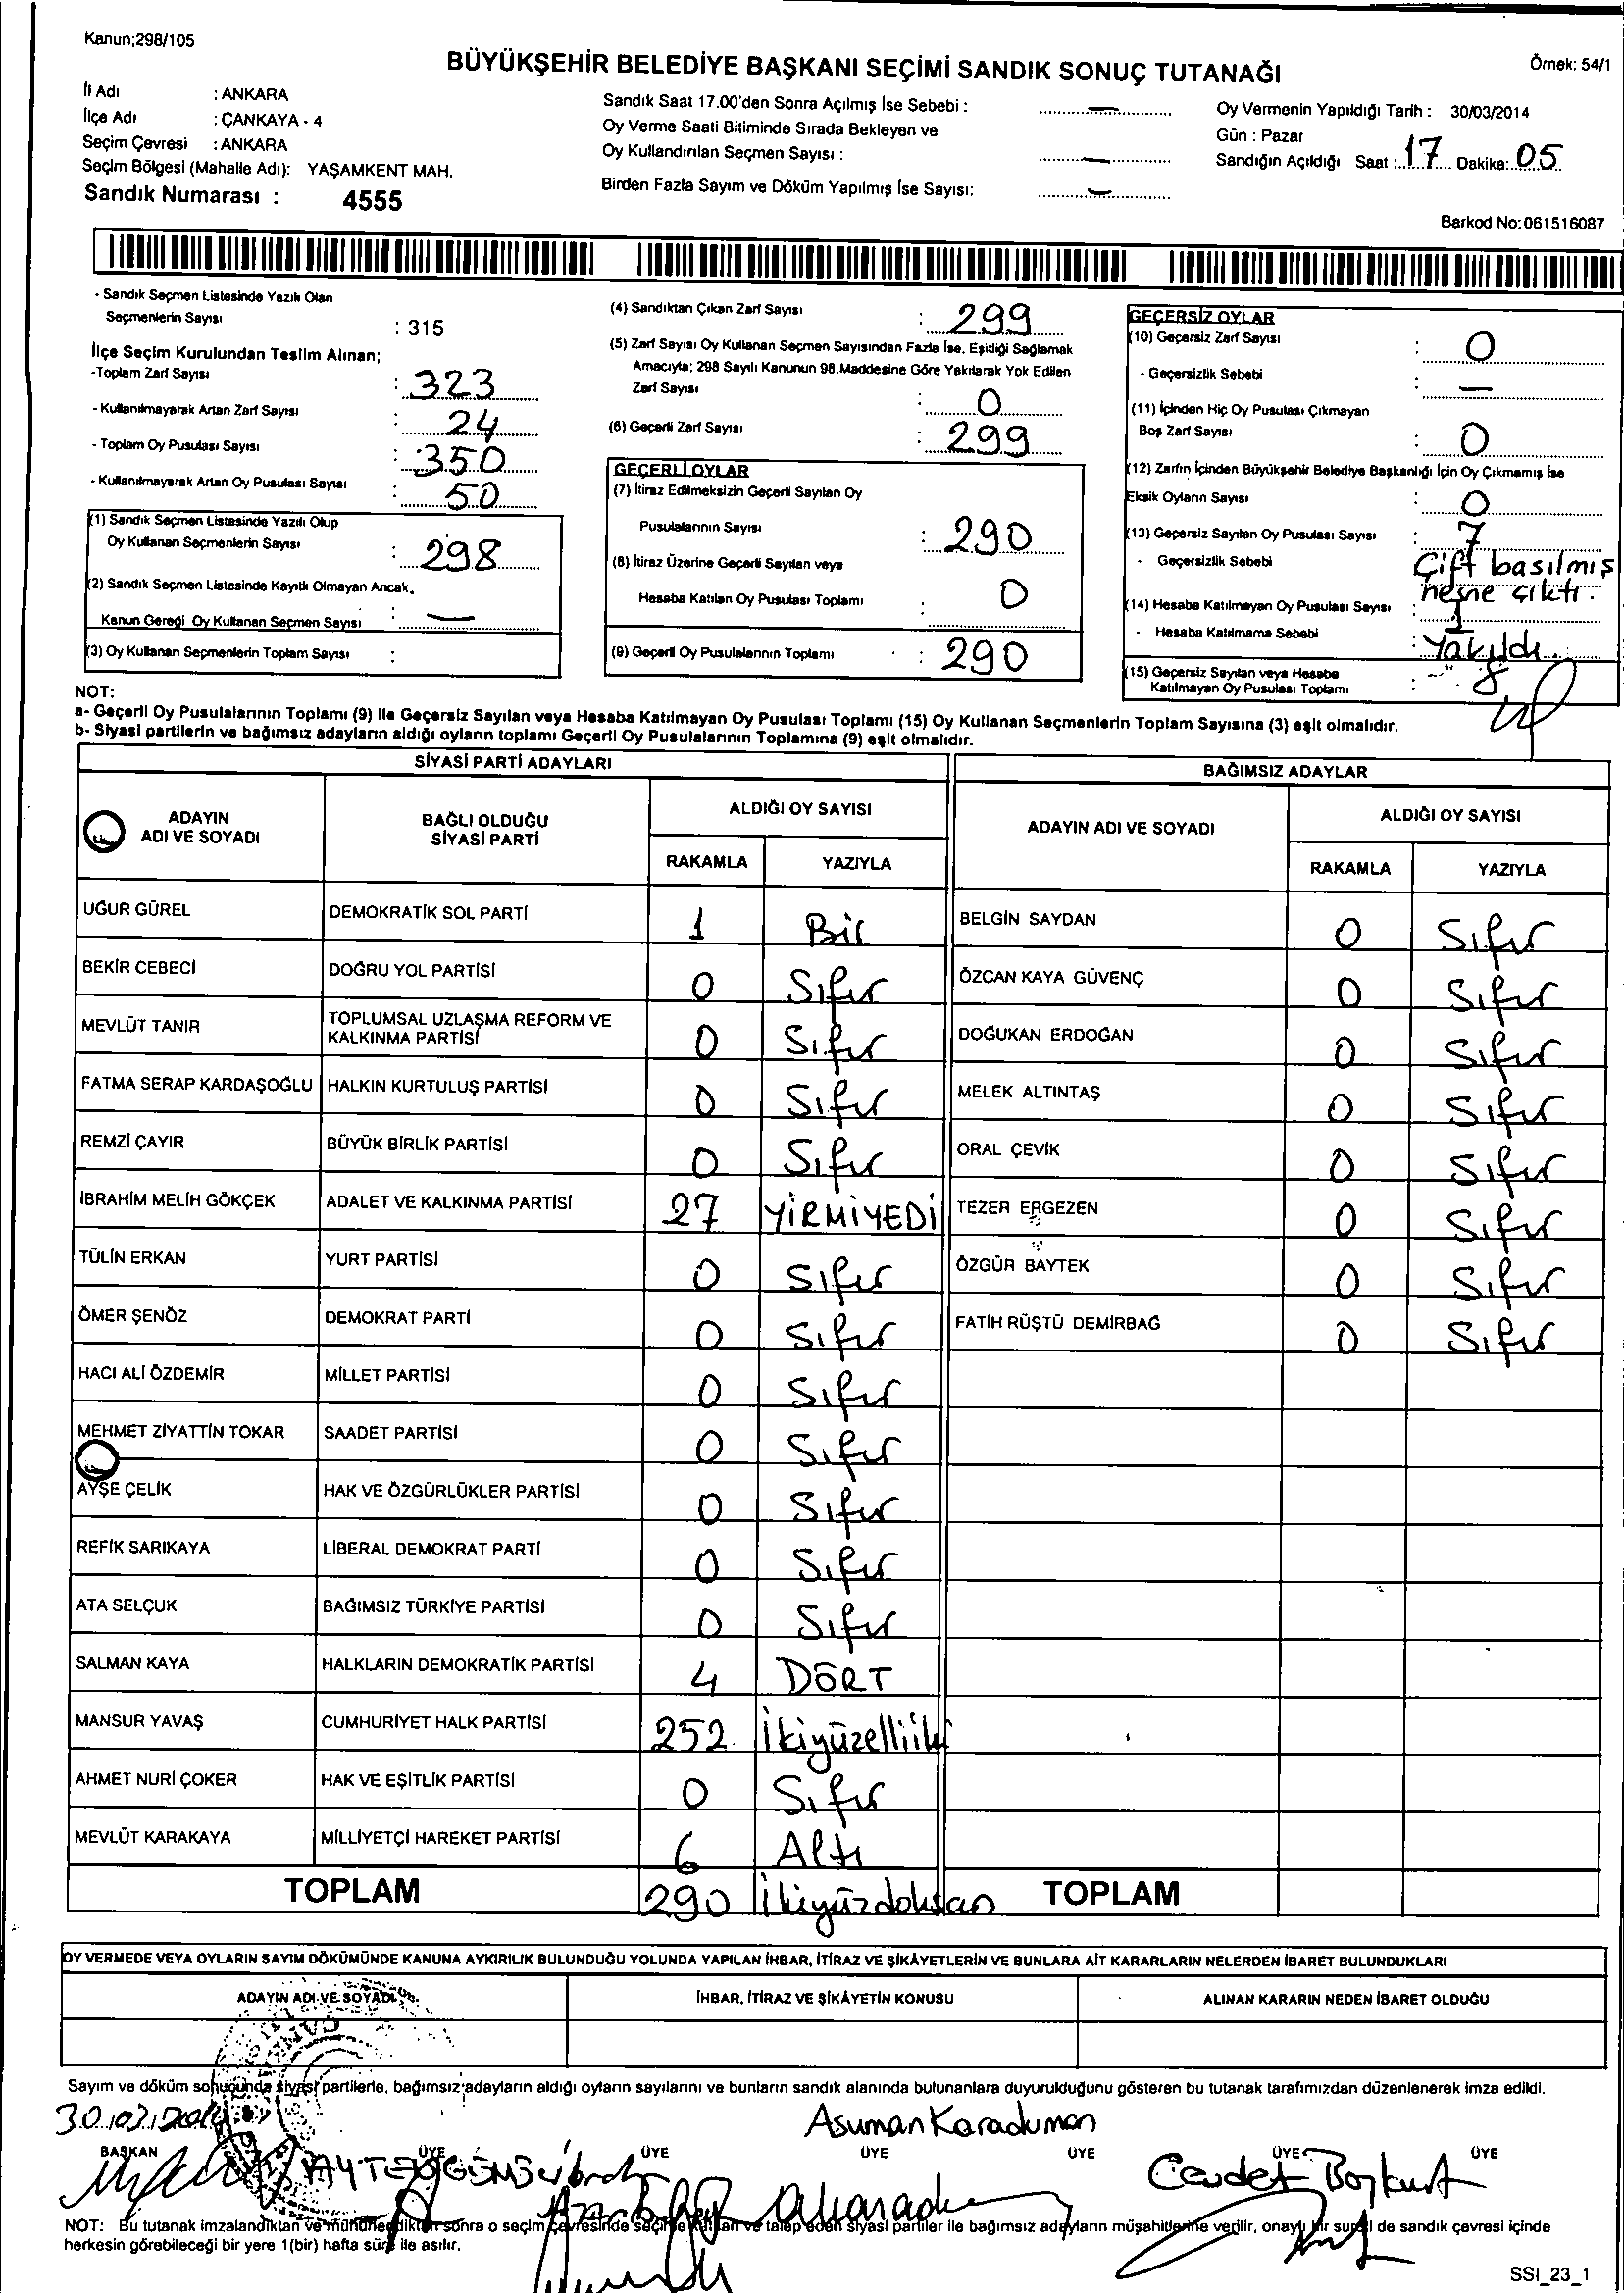 Kanun;298/105
BÜYÜKŞEHİR BELEDİYE BAŞKANI SEÇİMİ SANDIK SONUÇ TUTANAĞI
Örnek: 54/1
İl Adı : ANKARA
İlçe Adı : ÇANKAYA - 4
Seçim Çevresi : ANKARA
Seçim Bölgesi (Mahalle Adı): YAŞAMKENT MAH.
Sandık Numarası : 4555
Sandık Saat 17.00'den Sonra Açılmış İse Sebebi : —
Oy Verme Saati Bitiminde Sırada Bekleyen ve
Oy Kullandırılan Seçmen Sayısı : —
Birden Fazla Sayım ve Döküm Yapılmış İse Sayısı: —
Oy Vermenin Yapıldığı Tarih : 30/03/2014
Gün : Pazar
Sandığın Açıldığı Saat : 17 Dakika: 05
Barkod No:061516087
- Sandık Seçmen Listesinde Yazılı Olan
Seçmenlerin Sayısı : 315
İlçe Seçim Kurulundan Teslim Alınan;
-Toplam Zarf Sayısı : 323
- Kullanılmayarak Artan Zarf Sayısı : 24
- Toplam Oy Pusulası Sayısı : 350
- Kullanılmayarak Artan Oy Pusulası Sayısı : 50
(1) Sandık Seçmen Listesinde Yazılı Olup
Oy Kullanan Seçmenlerin Sayısı : 298
(2) Sandık Seçmen Listesinde Kayıtlı Olmayan Ancak,
Kanun Gereği Oy Kullanan Seçmen Sayısı : —
(3) Oy Kullanan Seçmenlerin Toplam Sayısı :
(4) Sandıktan Çıkan Zarf Sayısı : 299
(5) Zarf Sayısı Oy Kullanan Seçmen Sayısından Fazla İse, Eşitliği Sağlamak
Amacıyla; 298 Sayılı Kanunun 98.Maddesine Göre Yakılarak Yok Edilen
Zarf Sayısı : 0
(6) Geçerli Zarf Sayısı : 299
GEÇERLİ OYLAR
(7) İtiraz Edilmeksizin Geçerli Sayılan Oy
Pusulalarının Sayısı : 290
(8) İtiraz Üzerine Geçerli Sayılan veya
Hesaba Katılan Oy Pusulası Toplamı : 0
(9) Geçerli Oy Pusulalarının Toplamı : 290
GEÇERSİZ OYLAR
(10) Geçersiz Zarf Sayısı : 0
- Geçersizlik Sebebi : —
(11) İçinden Hiç Oy Pusulası Çıkmayan
Boş Zarf Sayısı : 0
(12) Zarfın İçinden Büyükşehir Belediye Başkanlığı İçin Oy Çıkmamış ise
Eksik Oyların Sayısı : 0
(13) Geçersiz Sayılan Oy Pusulası Sayısı : 7
- Geçersizlik Sebebi : Çift basılmış
nesne çıktı.
(14) Hesaba Katılmayan Oy Pusulası Sayısı : 1
- Hesaba Katılmama Sebebi : Yakıldı.
(15) Geçersiz Sayılan veya Hesaba
Katılmayan Oy Pusulası Toplamı : 8
NOT:
a- Geçerli Oy Pusulalarının Toplamı (9) ile Geçersiz Sayılan veya Hesaba Katılmayan Oy Pusulası Toplamı (15) Oy Kullanan Seçmenlerin Toplam Sayısına (3) eşit olmalıdır.
b- Siyasi partilerin ve bağımsız adayların aldığı oyların toplamı Geçerli Oy Pusulalarının Toplamına (9) eşit olmalıdır.
SİYASİ PARTİ ADAYLARI BAĞIMSIZ ADAYLAR
ADAYIN ADI VE SOYADI BAĞLI OLDUĞU SİYASİ PARTİ ALDIĞI OY SAYISI ADAYIN ADI VE SOYADI ALDIĞI OY SAYISI
RAKAMLA YAZIYLA RAKAMLA YAZIYLA
UĞUR GÜREL DEMOKRATİK SOL PARTİ 1 Bir BELGİN SAYDAN 0 Sıfır
BEKİR CEBECİ DOĞRU YOL PARTİSİ 0 Sıfır ÖZCAN KAYA GÜVENÇ 0 Sıfır
MEVLÜT TANIR TOPLUMSAL UZLAŞMA REFORM VE KALKINMA PARTİSİ 0 Sıfır DOĞUKAN ERDOĞAN 0 Sıfır
FATMA SERAP KARDAŞOĞLU HALKIN KURTULUŞ PARTİSİ 0 Sıfır MELEK ALTINTAŞ 0 Sıfır
REMZİ ÇAYIR BÜYÜK BİRLİK PARTİSİ 0 Sıfır ORAL ÇEVİK 0 Sıfır
İBRAHİM MELİH GÖKÇEK ADALET VE KALKINMA PARTİSİ 27 YİRMİYEDİ TEZER ERGEZEN 0 Sıfır
TÜLİN ERKAN YURT PARTİSİ 0 Sıfır ÖZGÜR BAYTEK 0 Sıfır
ÖMER ŞENÖZ DEMOKRAT PARTİ 0 Sıfır FATİH RÜŞTÜ DEMİRBAĞ 0 Sıfır
HACI ALİ ÖZDEMİR MİLLET PARTİSİ 0 Sıfır
MEHMET ZİYATTİN TOKAR SAADET PARTİSİ 0 Sıfır
AYŞE ÇELİK HAK VE ÖZGÜRLÜKLER PARTİSİ 0 Sıfır
REFİK SARIKAYA LİBERAL DEMOKRAT PARTİ 0 Sıfır
ATA SELÇUK BAĞIMSIZ TÜRKİYE PARTİSİ 0 Sıfır
SALMAN KAYA HALKLARIN DEMOKRATİK PARTİSİ 4 DÖRT
MANSUR YAVAŞ CUMHURİYET HALK PARTİSİ 252 İkiyüzelliiki
AHMET NURİ ÇOKER HAK VE EŞİTLİK PARTİSİ 0 Sıfır
MEVLÜT KARAKAYA MİLLİYETÇİ HAREKET PARTİSİ 6 Altı
TOPLAM 290 İkiyüzdoksan TOPLAM
OY VERMEDE VEYA OYLARIN SAYIM DÖKÜMÜNDE KANUNA AYKIRILIK BULUNDUĞU YOLUNDA YAPILAN İHBAR, İTİRAZ VE ŞİKÂYETLERİN VE BUNLARA AİT KARARLARIN NELERDEN İBARET BULUNDUKLARI
ADAYIN ADI VE SOYADI İHBAR, İTİRAZ VE ŞİKÂYETİN KONUSU ALINAN KARARIN NEDEN İBARET OLDUĞU
Sayım ve döküm sonucunda siyasi partilerle, bağımsız adayların aldığı oyların sayılarını ve bunların sandık alanında bulunanlara duyurulduğunu gösteren bu tutanak tarafımızdan düzenlenerek imza edildi.
30.03.2014
Asuman Karaduman
BAŞKAN ÜYE ÜYE ÜYE ÜYE ÜYE ÜYE
Cevdet Bozkurt
NOT: Bu tutanak imzalandıktan ve mühürlendikten sonra o seçim çevresinde seçime katılan ve talep eden siyasi partiler ile bağımsız adayların müşahitlerine verilir, onaylı bir sureti de sandık çevresi içinde
herkesin görebileceği bir yere 1(bir) hafta süre ile asılır.
SSI_23_1